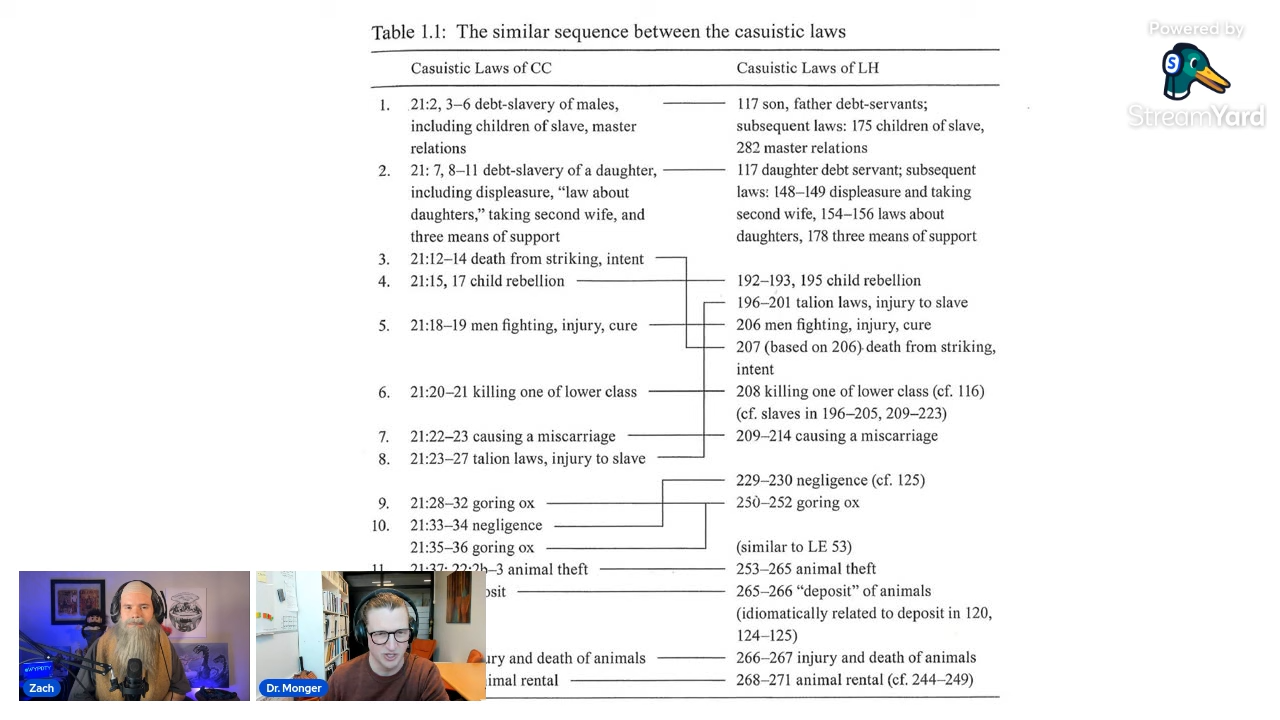 Table 1.1: The similar sequence between the casuistic laws
Casuistic Laws of CC Casuistic Laws of LH
1. 21:2, 3–6 debt-slavery of males, 117 son, father debt-servants;
including children of slave, master subsequent laws: 175 children of slave,
relations 282 master relations
2. 21: 7, 8–11 debt-slavery of a daughter, 117 daughter debt servant; subsequent
including displeasure, “law about laws: 148–149 displeasure and taking
daughters,” taking second wife, and second wife, 154–156 laws about
three means of support daughters, 178 three means of support
3. 21:12–14 death from striking, intent
4. 21:15, 17 child rebellion 192–193, 195 child rebellion
196–201 talion laws, injury to slave
5. 21:18–19 men fighting, injury, cure 206 men fighting, injury, cure
207 (based on 206) death from striking,
intent
6. 21:20–21 killing one of lower class 208 killing one of lower class (cf. 116)
(cf. slaves in 196–205, 209–223)
7. 21:22–23 causing a miscarriage 209–214 causing a miscarriage
8. 21:23–27 talion laws, injury to slave
229–230 negligence (cf. 125)
9. 21:28–32 goring ox 250–252 goring ox
10. 21:33–34 negligence
21:35–36 goring ox (similar to LE 53)
–3 animal theft 253–265 animal theft
265–266 “deposit” of animals
(idiomatically related to deposit in 120,
124–125)
and death of animals 266–267 injury and death of animals
rental 268–271 animal rental (cf. 244–249)
Powered by
S
StreamYard
#WYPDTY
Zach
Dr. Monger